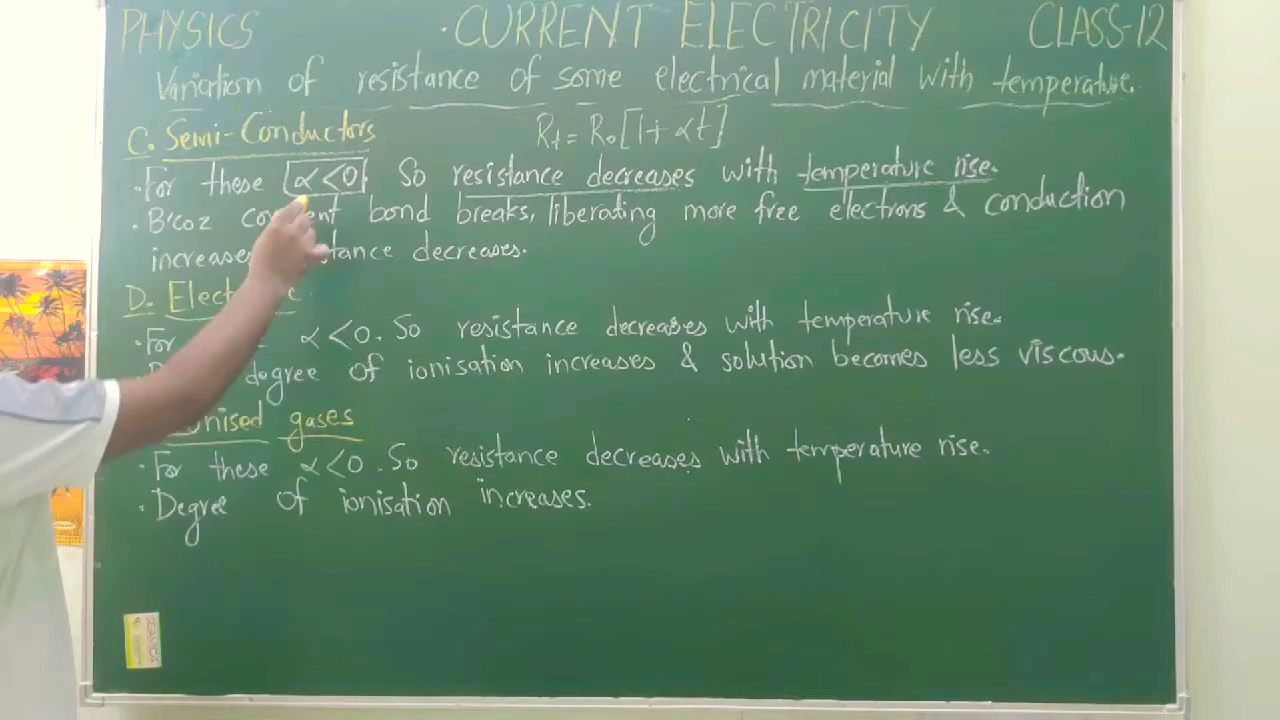 PHYSICS · CURRENT ELECTRICITY CLASS-12
Variation of resistance of some electrical material with temperature.
C. Semi-Conductors Rt = R0 [1 + αt]
· For these α<0 So resistance decreases with temperature rise.
· B'coz bond breaks, liberating more free electrons & conduction
increases decreases.
D.
· For α<0. So resistance decreases with temperature rise.
degree of ionisation increases & solution becomes less viscous.
gases
· For these α<0. So resistance decreases with temperature rise.
· Degree of ionisation increases.